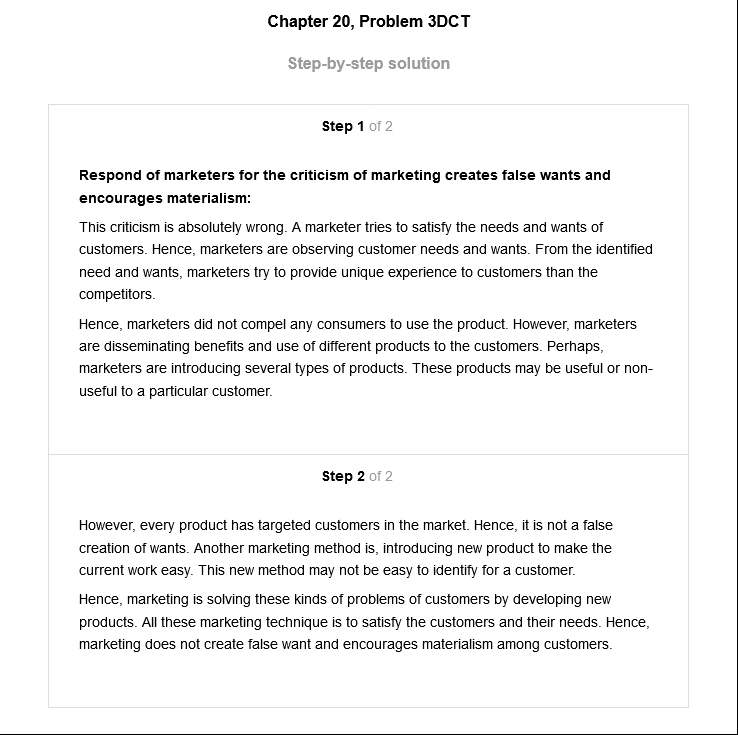 Chapter 20, Problem 3DCT
Step-by-step solution
Step 1 of 2
Respond of marketers for the criticism of marketing creates false wants and
encourages materialism:
This criticism is absolutely wrong. A marketer tries to satisfy the needs and wants of
customers. Hence, marketers are observing customer needs and wants. From the identified
need and wants, marketers try to provide unique experience to customers than the
competitors.
Hence, marketers did not compel any consumers to use the product. However, marketers
are disseminating benefits and use of different products to the customers. Perhaps,
marketers are introducing several types of products. These products may be useful or non-
useful to a particular customer.
Step 2 of 2
However, every product has targeted customers in the market. Hence, it is not a false
creation of wants. Another marketing method is, introducing new product to make the
current work easy. This new method may not be easy to identify for a customer.
Hence, marketing is solving these kinds of problems of customers by developing new
products. All these marketing technique is to satisfy the customers and their needs. Hence,
marketing does not create false want and encourages materialism among customers.